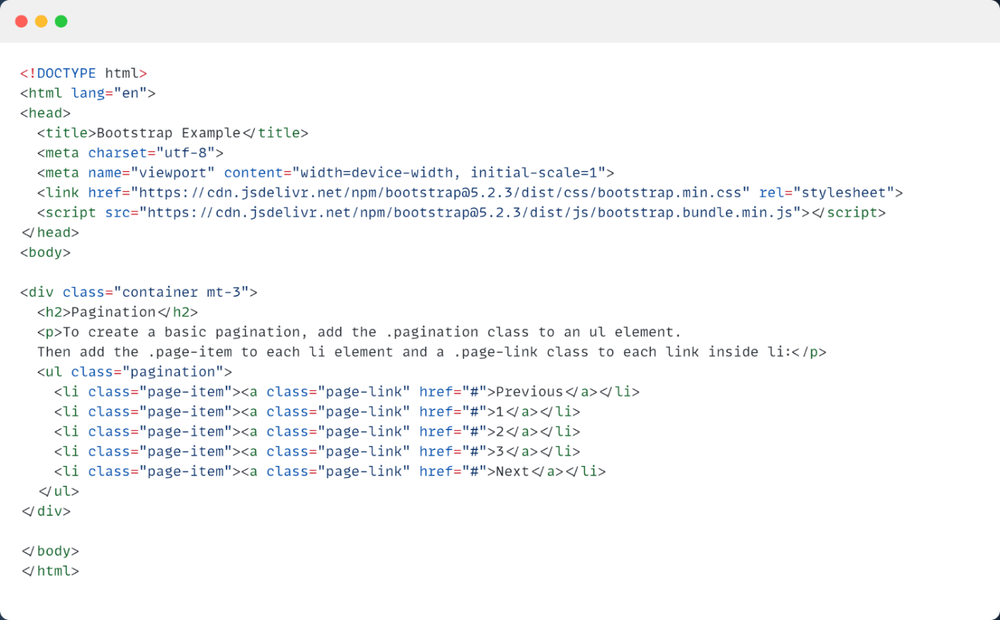 <!DOCTYPE html>
<html lang="en">
<head>
  <title>Bootstrap Example</title>
  <meta charset="utf-8">
  <meta name="viewport" content="width=device-width, initial-scale=1">
  <link href="https://cdn.jsdelivr.net/npm/bootstrap@5.2.3/dist/css/bootstrap.min.css" rel="stylesheet">
  <script src="https://cdn.jsdelivr.net/npm/bootstrap@5.2.3/dist/js/bootstrap.bundle.min.js"></script>
</head>
<body>

<div class="container mt-3">
  <h2>Pagination</h2>
  <p>To create a basic pagination, add the .pagination class to an ul element.
  Then add the .page-item to each li element and a .page-link class to each link inside li:</p>
  <ul class="pagination">
    <li class="page-item"><a class="page-link" href="#">Previous</a></li>
    <li class="page-item"><a class="page-link" href="#">1</a></li>
    <li class="page-item"><a class="page-link" href="#">2</a></li>
    <li class="page-item"><a class="page-link" href="#">3</a></li>
    <li class="page-item"><a class="page-link" href="#">Next</a></li>
  </ul>
</div>

</body>
</html>